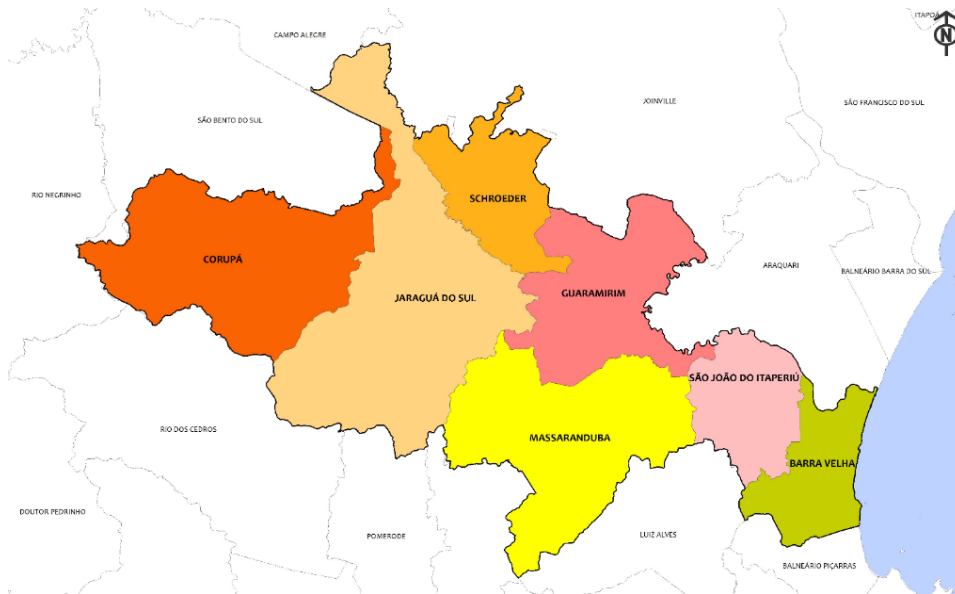 ITAPOÁ
N
CAMPO ALEGRE
JOINVILLE
SÃO FRANCISCO DO SUL
SÃO BENTO DO SUL
RIO NEGRINHO
SCHROEDER
CORUPÁ
ARAQUARI
BALNEÁRIO BARRA DO SUL
GUARAMIRIM
JARAGUÁ DO SUL
SÃO JOÃO DO ITAPERIÚ
RIO DOS CEDROS
MASSARANDUBA
BARRA VELHA
DOUTOR PEDRINHO
POMERODE
LUIZ ALVES
BALNEÁRIO PIÇARRAS